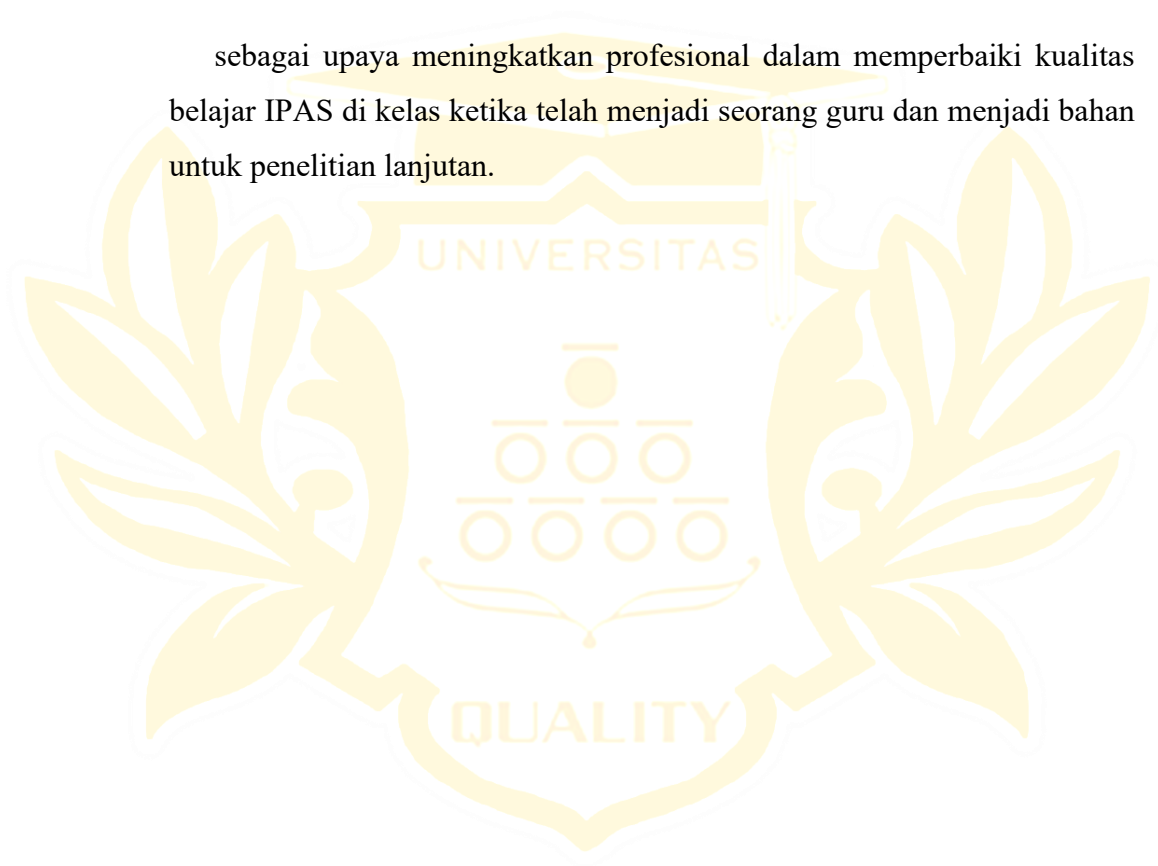 sebagai upaya meningkatkan profesional dalam memperbaiki kualitas
belajar IPAS di kelas ketika telah menjadi seorang guru dan menjadi bahan
untuk penelitian lanjutan.
UNIVERSITAS
QUALITY